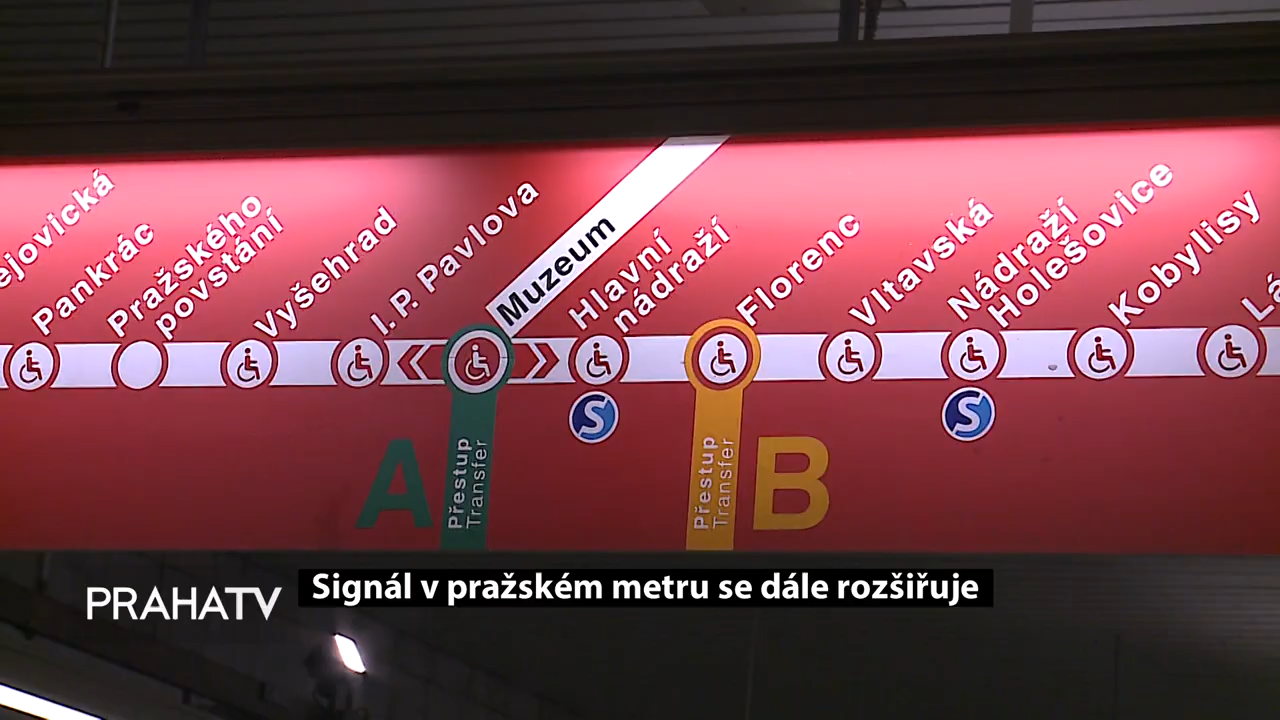 Pankrác
Pražského
povstání
Vyšehrad
I. P. Pavlova
Muzeum
Hlavní
nádraží
Florenc
Vltavská
Nádraží
Holešovice
Kobylisy
S
S
A
Přestup
Transfer
Přestup
Transfer
B
PRAHATV
Signál v pražském metru se dále rozšiřuje